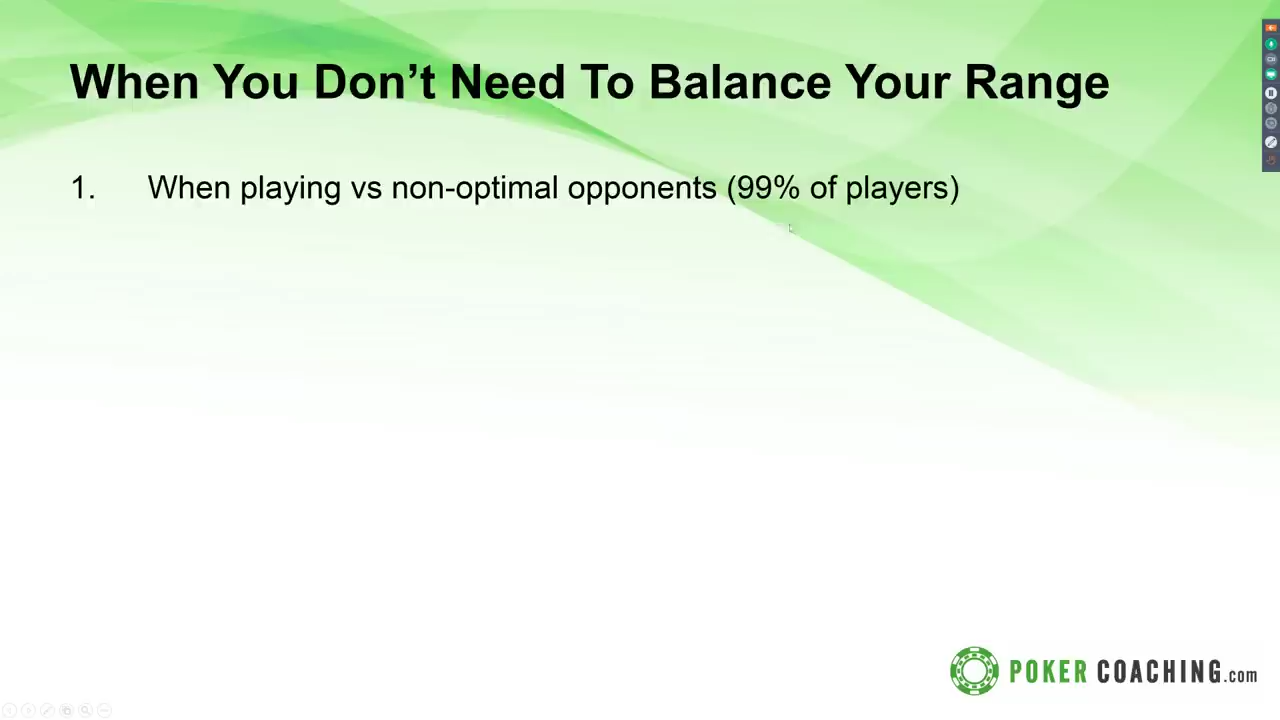 When You Don't Need To Balance Your Range
1. When playing vs non-optimal opponents (99% of players)
POKER COACHING.com